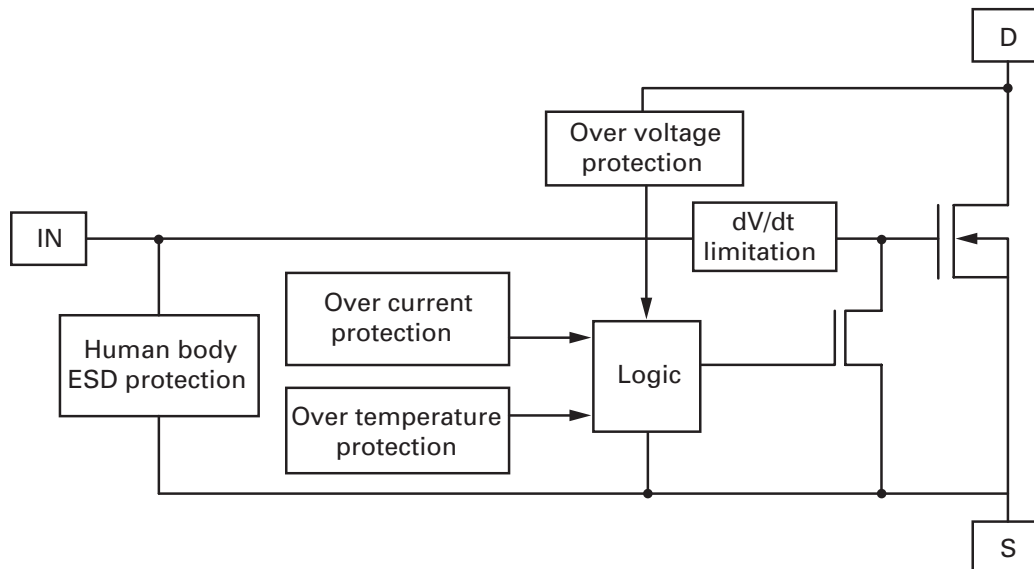 D
Over voltage
protection
IN
dV/dt
limitation
Over current
protection
Human body
ESD protection
Logic
Over temperature
protection
S